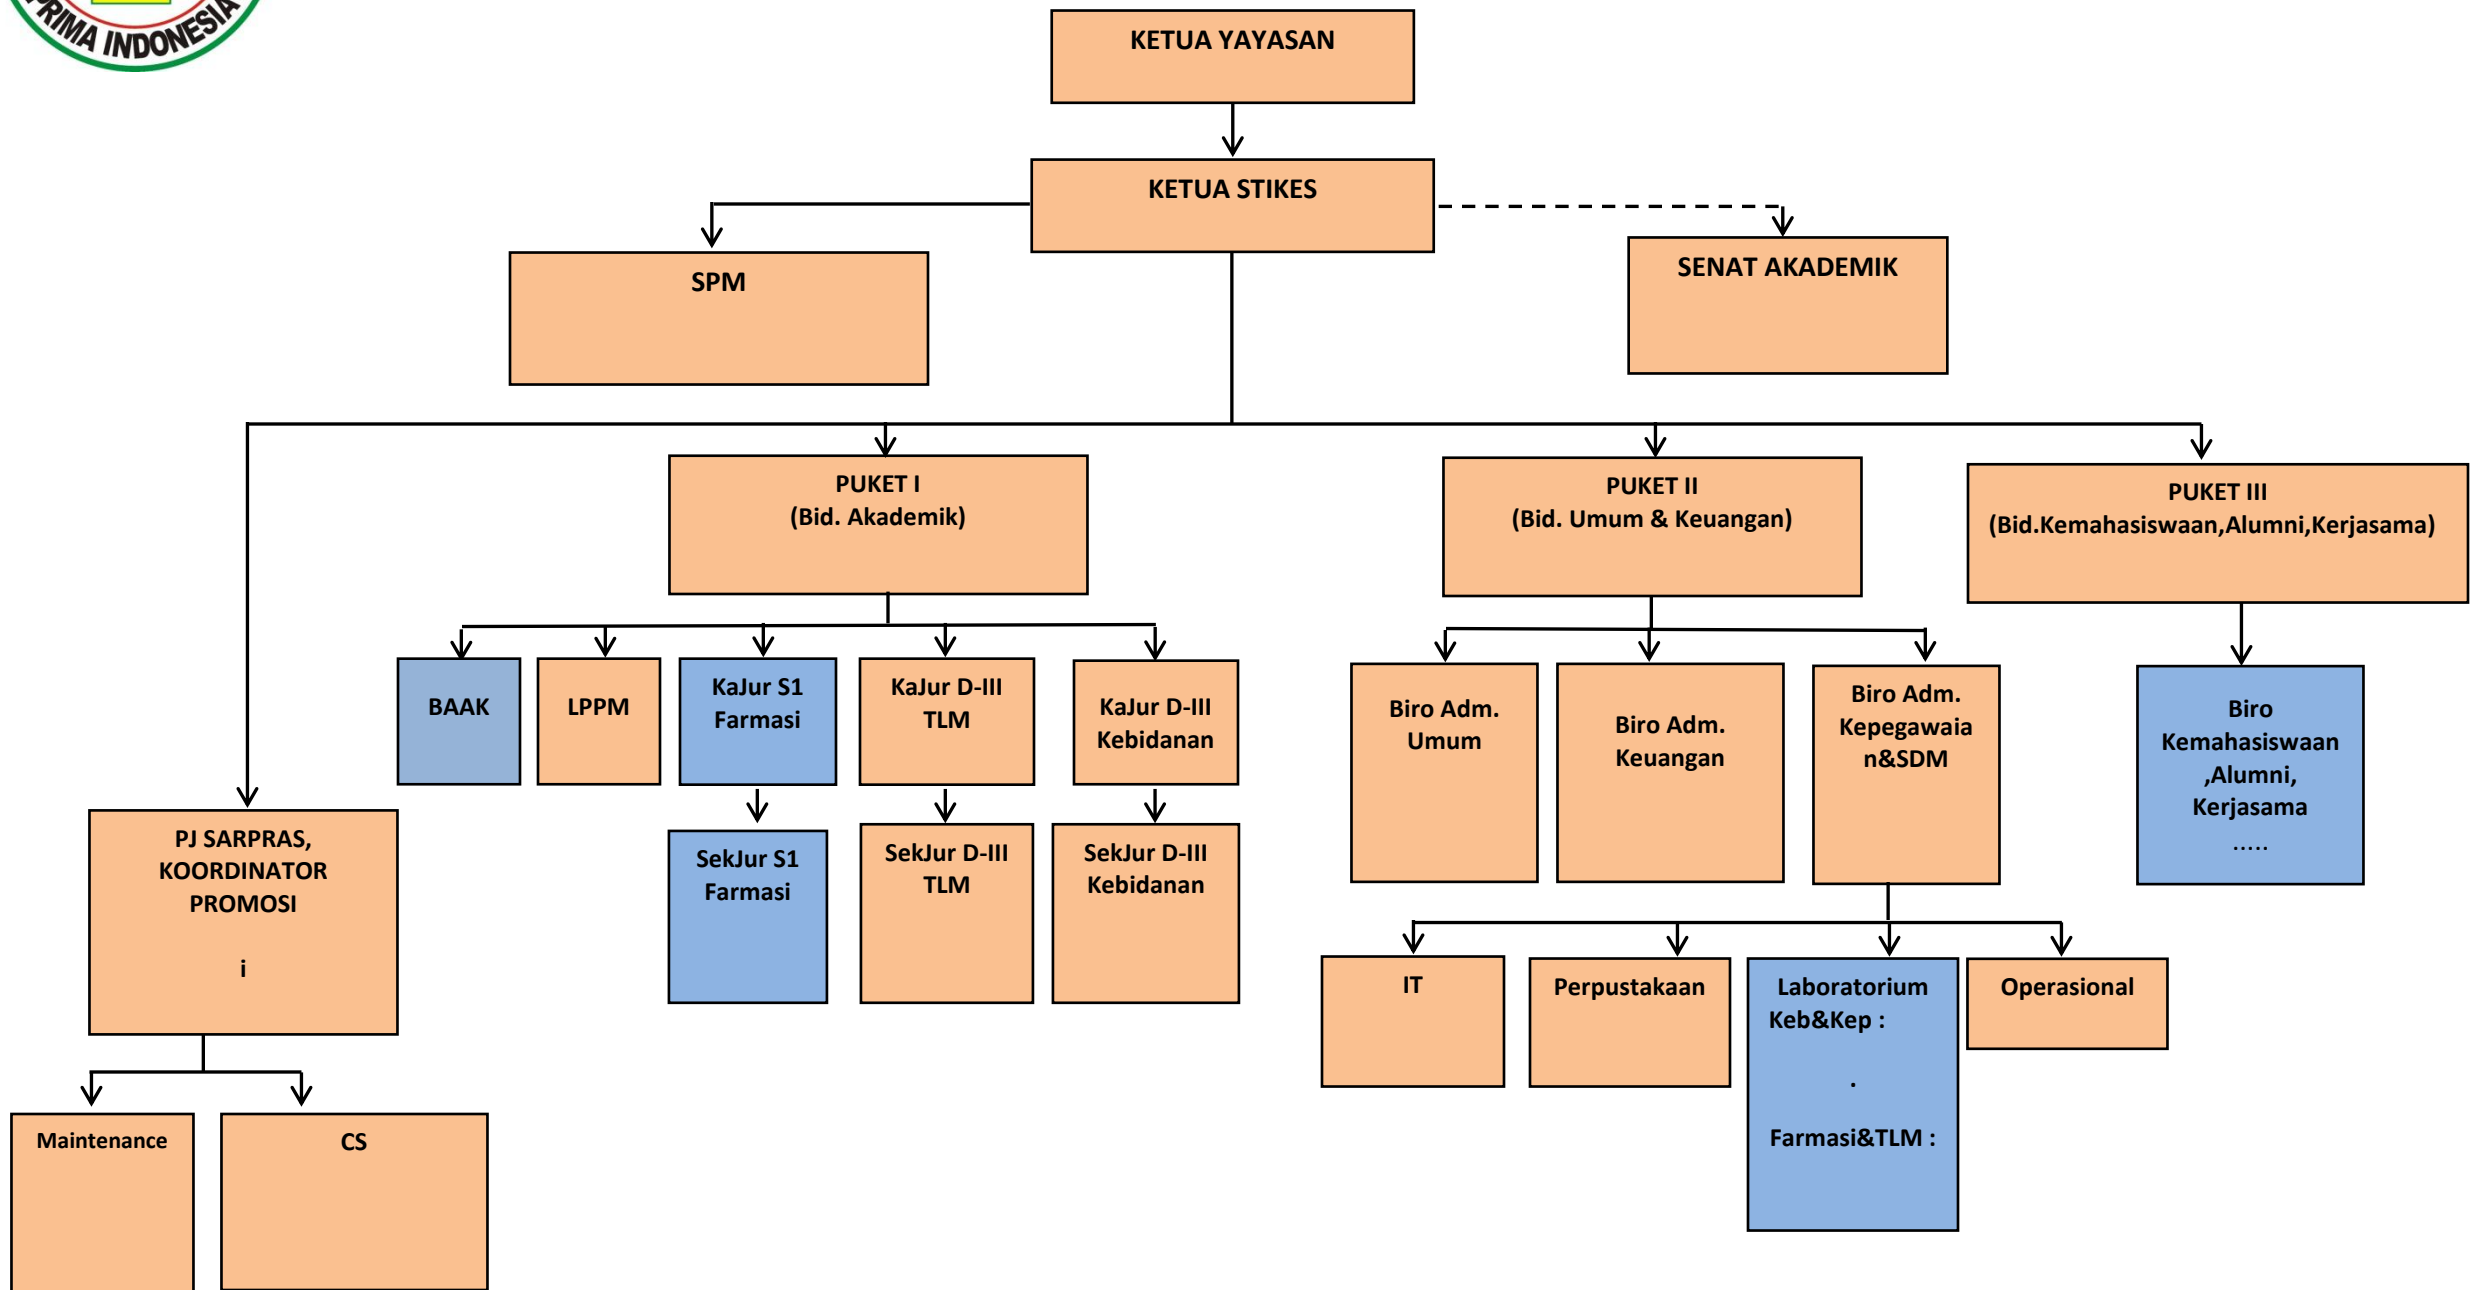 PRIMA INDONESIA
KETUA YAYASAN
KETUA STIKES
SPM
SENAT AKADEMIK
PUKET I
(Bid. Akademik)
PUKET II
(Bid. Umum & Keuangan)
PUKET III
(Bid.Kemahasiswaan,Alumni,Kerjasama)
BAAK
LPPM
KaJur S1
Farmasi
KaJur D-III
TLM
KaJur D-III
Kebidanan
Biro Adm.
Umum
Biro Adm.
Keuangan
Biro Adm.
Kepegawaia
n&SDM
Biro
Kemahasiswaan
,Alumni,
Kerjasama
.....
PJ SARPRAS,
KOORDINATOR
PROMOSI
i
SekJur S1
Farmasi
SekJur D-III
TLM
SekJur D-III
Kebidanan
IT
Perpustakaan
Laboratorium
Keb&Kep :
.
Farmasi&TLM :
Operasional
Maintenance
CS